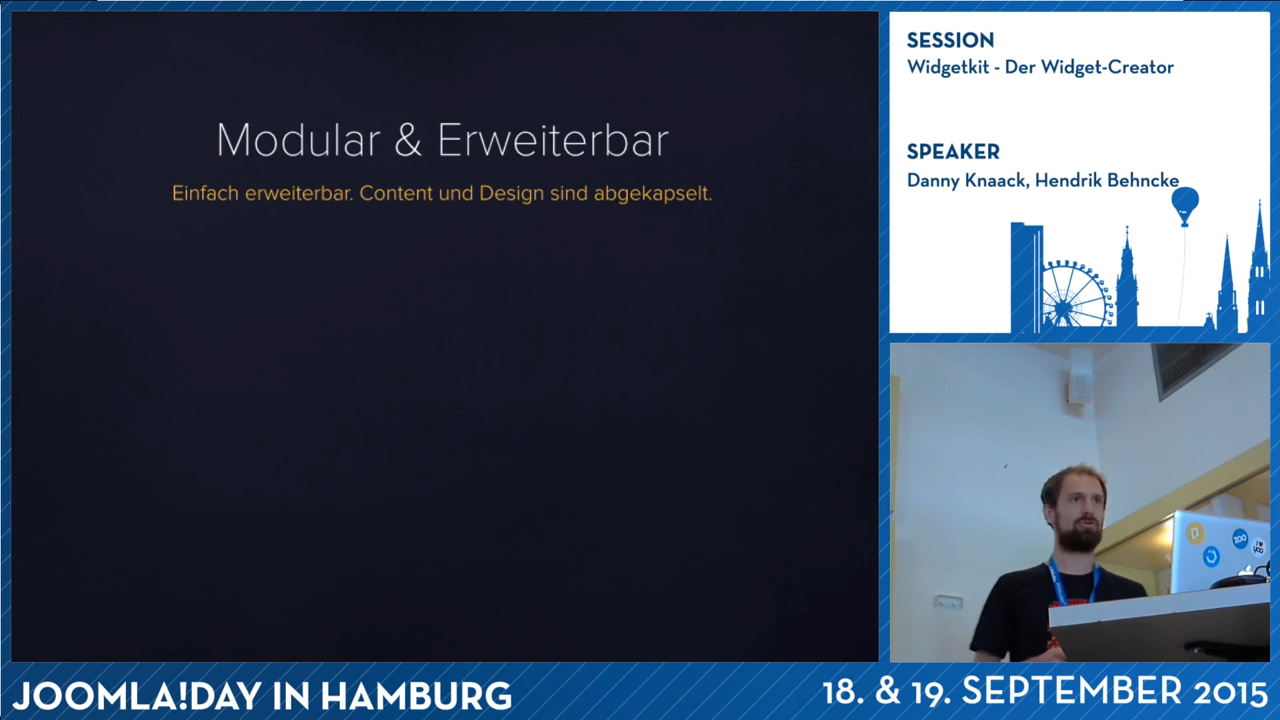 Modular & Erweiterbar
Einfach erweiterbar. Content und Design sind abgekapselt.
SESSION
Widgetkit - Der Widget-Creator
SPEAKER
Danny Knaack, Hendrik Behncke
ZOO
JOOMLA!DAY IN HAMBURG
18. & 19. SEPTEMBER 2015